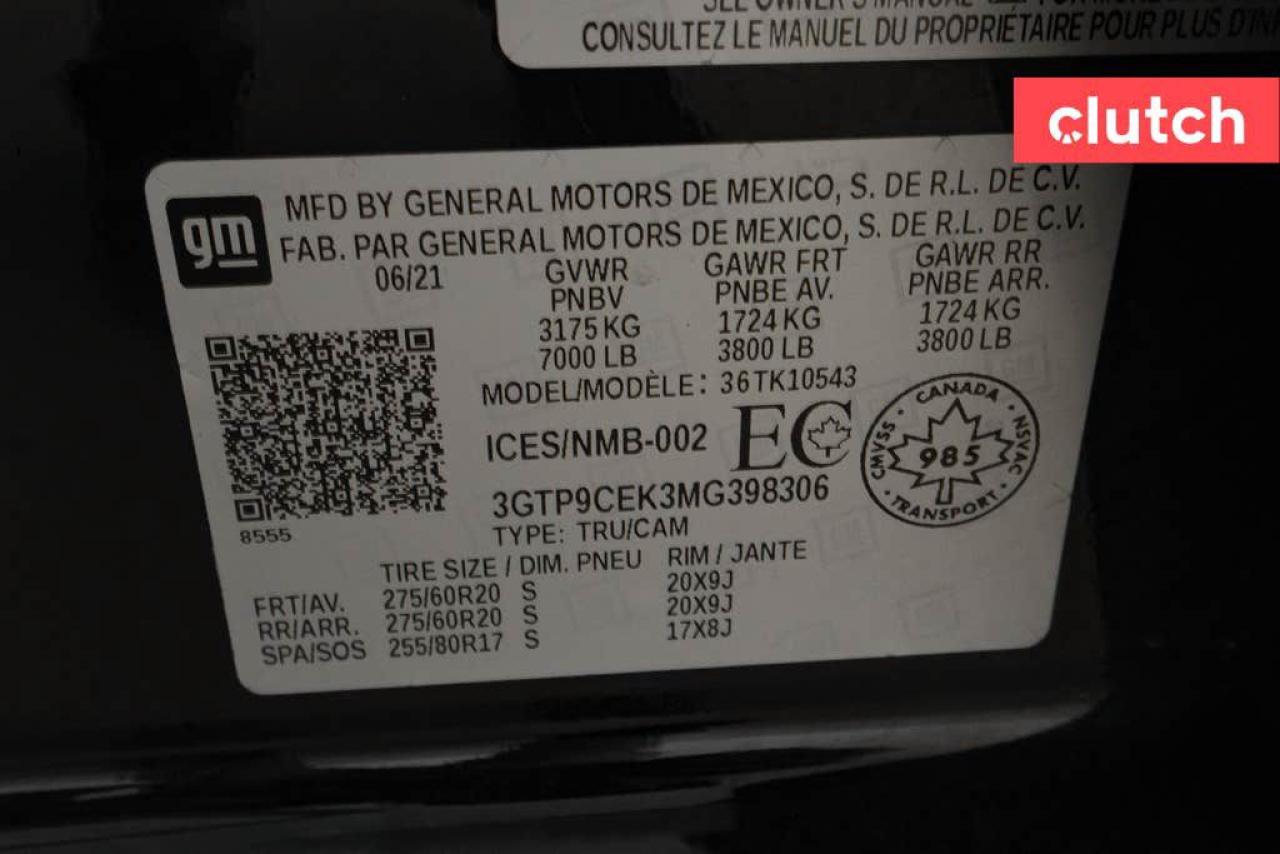 SEE OWNER'S MANUAL
CONSULTEZ LE MANUEL DU PROPRIÉTAIRE POUR PLUS
clutch
gm
MFD BY GENERAL MOTORS DE MEXICO, S. DE R.L. DE C.V.
FAB. PAR GENERAL MOTORS DE MEXICO, S. DE R.L. DE C.V.
06/21 GVWR GAWR FRT GAWR RR
PNBV PNBE AV. PNBE ARR.
3175 KG 1724 KG 1724 KG
7000 LB 3800 LB 3800 LB
MODEL/MODÈLE: 36TK10543
ICES/NMB-002 EC
CANADA CMVSS NSVAC 985 TRANSPORT
3GTP9CEK3MG398306
8555
TYPE: TRU/CAM
TIRE SIZE / DIM. PNEU RIM / JANTE
FRT/AV. 275/60R20 S 20X9J
RR/ARR. 275/60R20 S 20X9J
SPA/SOS 255/80R17 S 17X8J